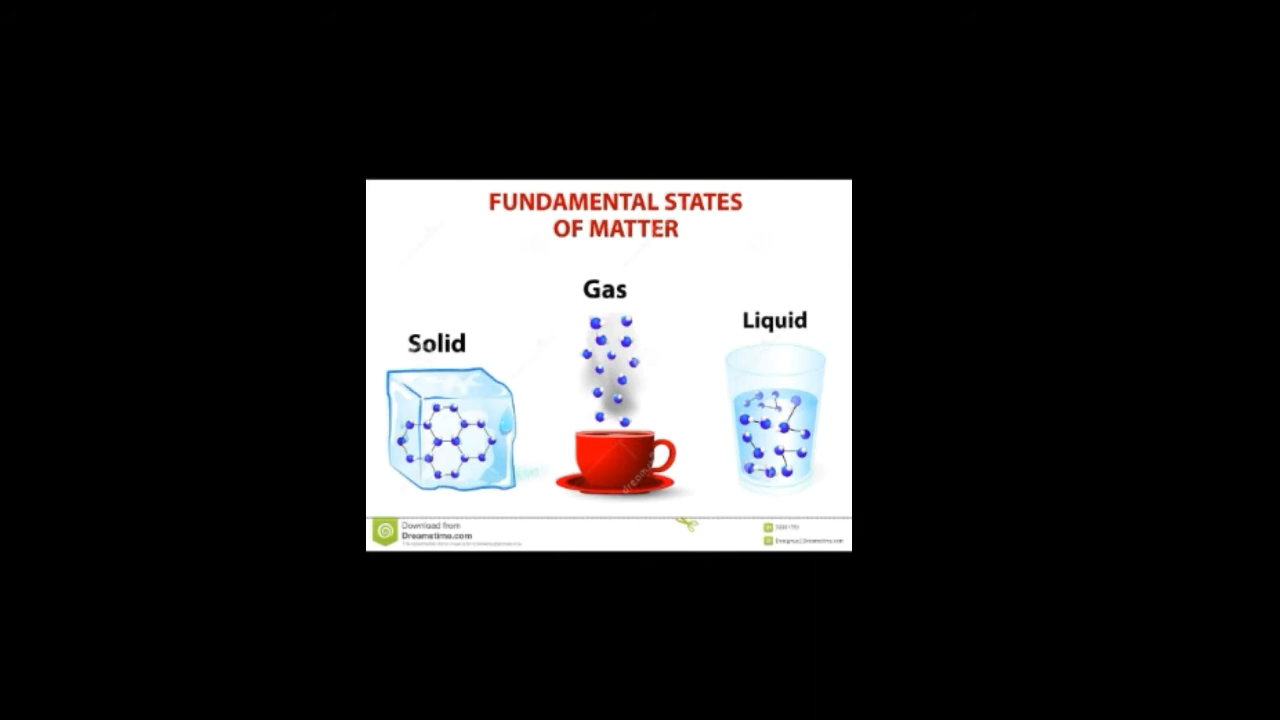 FUNDAMENTAL STATES
OF MATTER
Gas
Liquid
Solid
Download from
Dreamstime.com